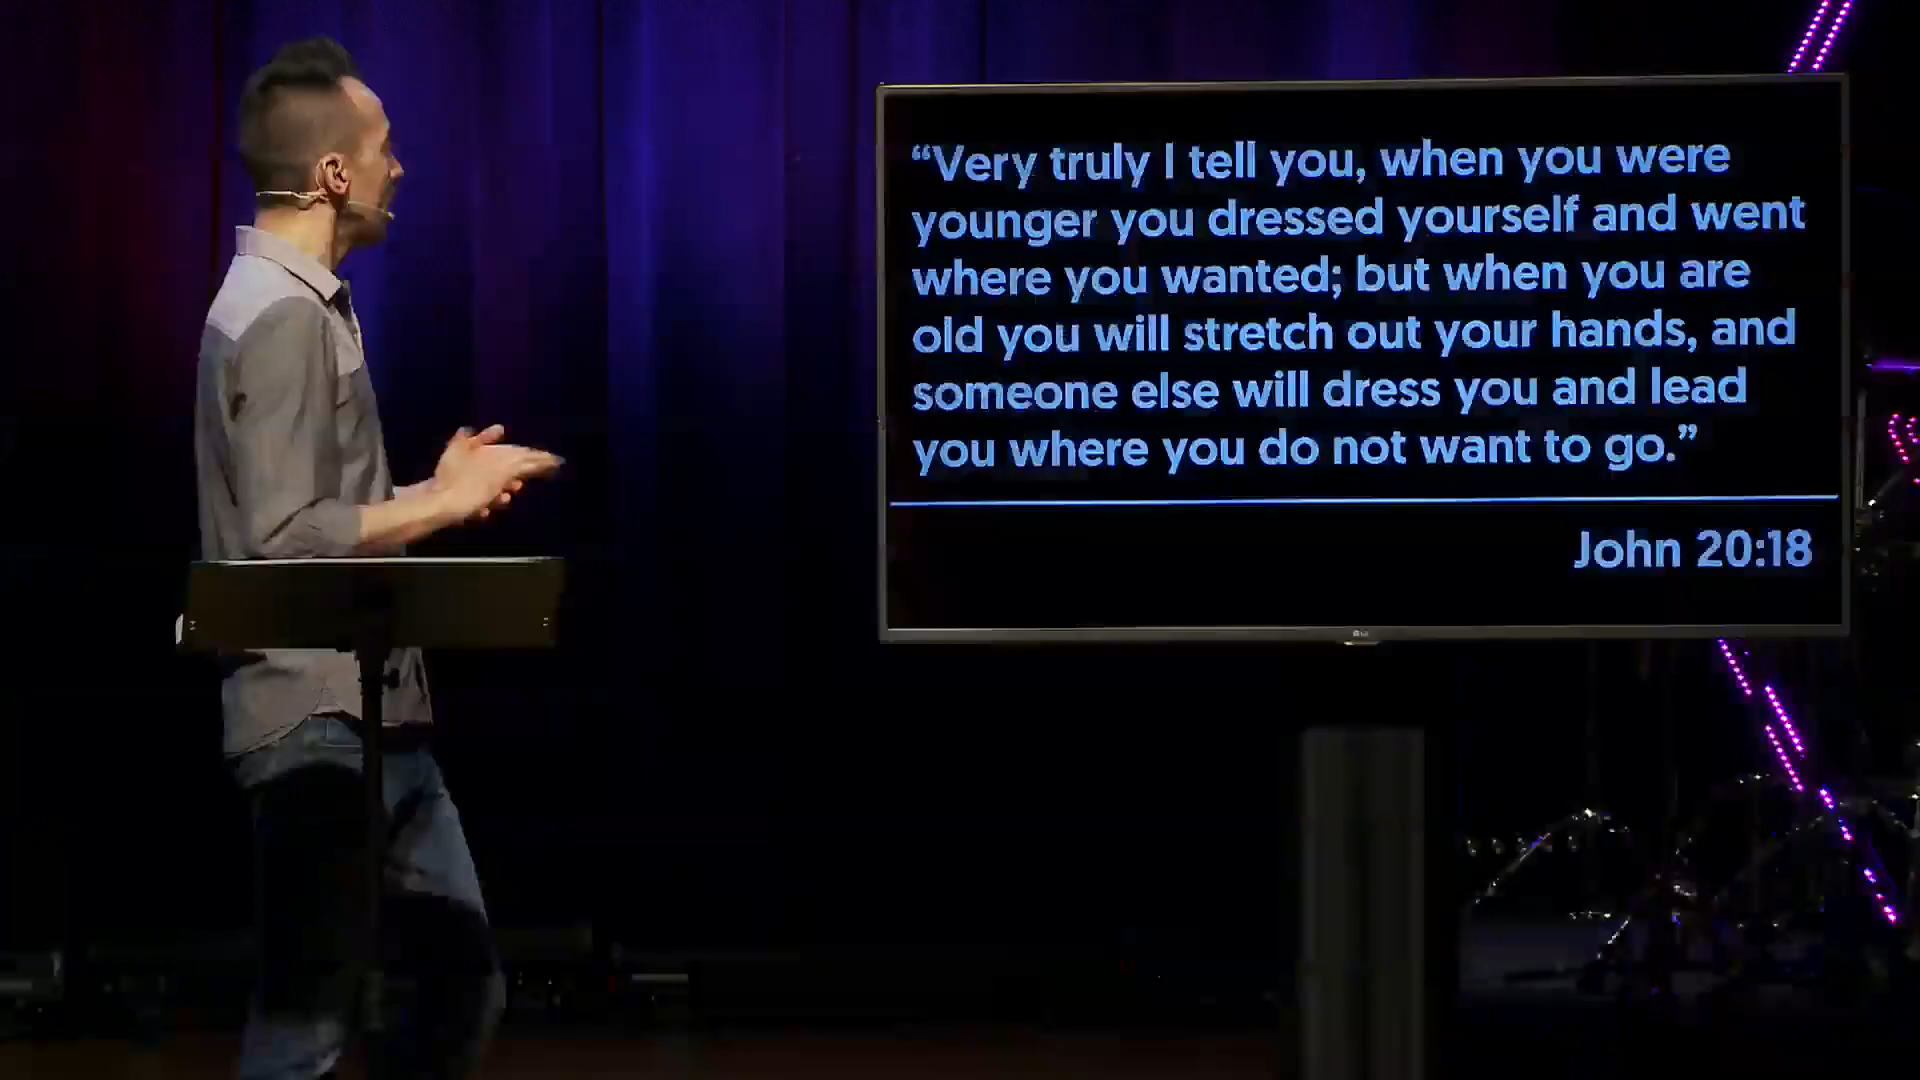 “Very truly I tell you, when you were
younger you dressed yourself and went
where you wanted; but when you are
old you will stretch out your hands, and
someone else will dress you and lead
you where you do not want to go.”
John 20:18
LG